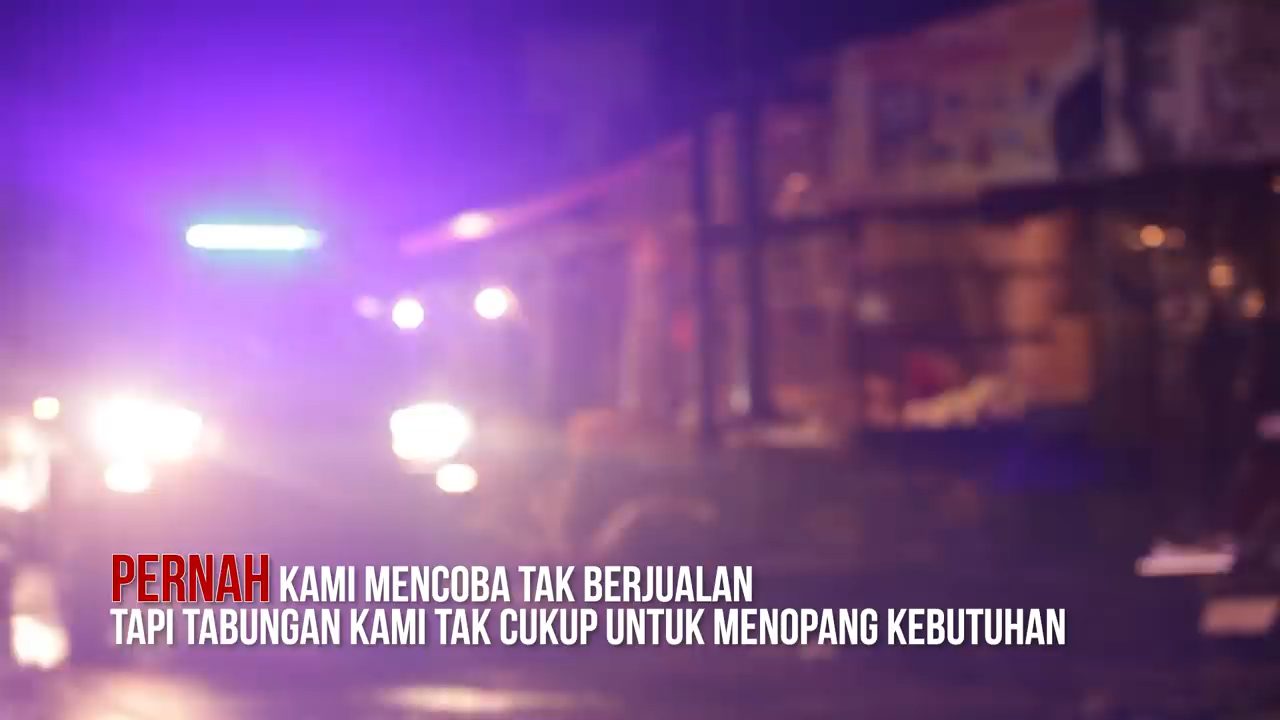 PERNAH KAMI MENCOBA TAK BERJUALAN
TAPI TABUNGAN KAMI TAK CUKUP UNTUK MENOPANG KEBUTUHAN